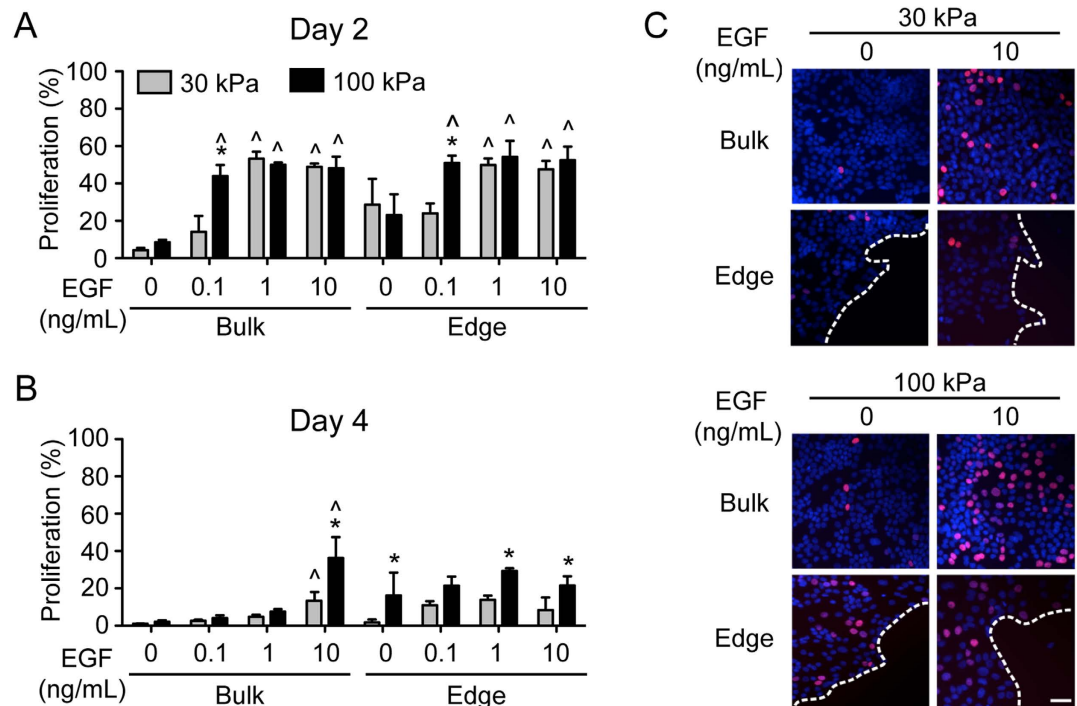 A
Day 2
Proliferation (%)
100
80
60
40
20
0
30 kPa
100 kPa
^
*
^
^
^
^
^
*
^
^
^
^
EGF
(ng/mL)
0 0.1 1 10 0 0.1 1 10
Bulk Edge
B
Day 4
Proliferation (%)
100
80
60
40
20
0
^
^
*
*
*
*
EGF
(ng/mL)
0 0.1 1 10 0 0.1 1 10
Bulk Edge
C
30 kPa
EGF
(ng/mL)
0 10
Bulk
Edge
100 kPa
EGF
(ng/mL)
0 10
Bulk
Edge